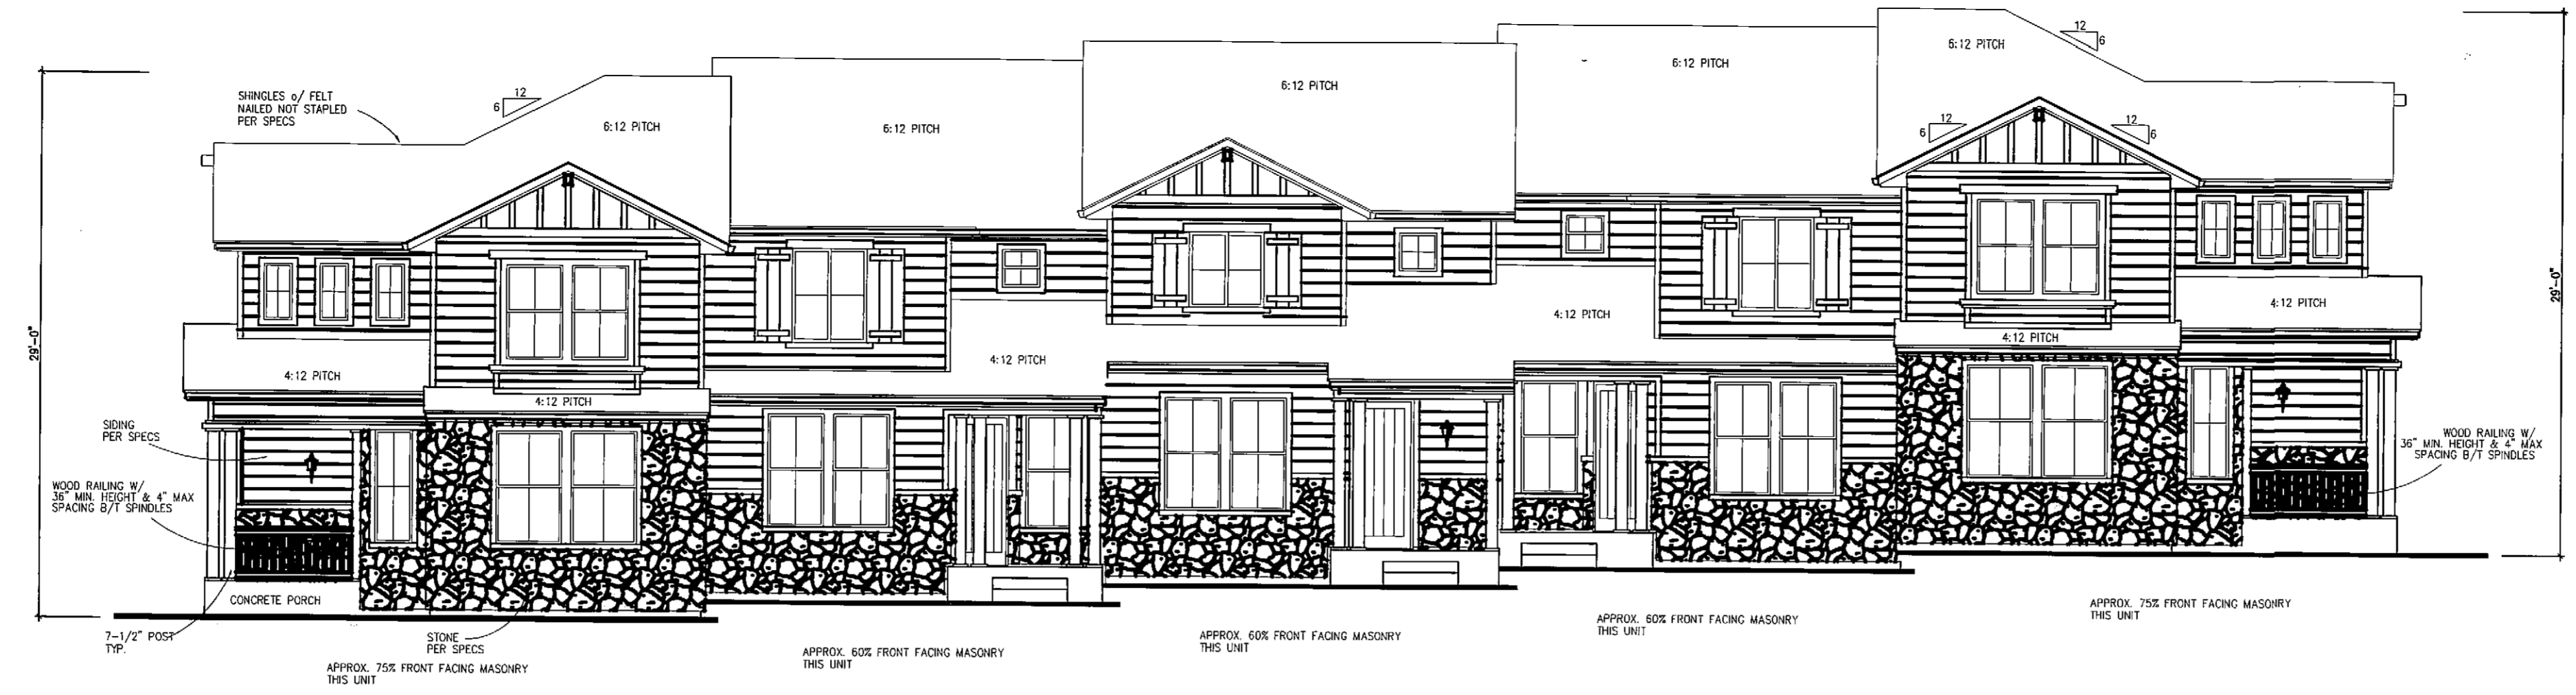 12
6
6:12 PITCH
6:12 PITCH
6:12 PITCH
6:12 PITCH
6:12 PITCH
12
6
12
6
12
6
SHINGLES o/ FELT
NAILED NOT STAPLED
PER SPECS
29'-0"
29'-0"
4:12 PITCH
4:12 PITCH
4:12 PITCH
4:12 PITCH
4:12 PITCH
4:12 PITCH
SIDING
PER SPECS
WOOD RAILING W/
36" MIN. HEIGHT & 4" MAX
SPACING B/T SPINDLES
WOOD RAILING W/
36" MIN. HEIGHT & 4" MAX
SPACING B/T SPINDLES
CONCRETE PORCH
7-1/2" POST
TYP.
STONE
PER SPECS
APPROX. 75% FRONT FACING MASONRY
THIS UNIT
APPROX. 60% FRONT FACING MASONRY
THIS UNIT
APPROX. 60% FRONT FACING MASONRY
THIS UNIT
APPROX. 60% FRONT FACING MASONRY
THIS UNIT
APPROX. 75% FRONT FACING MASONRY
THIS UNIT